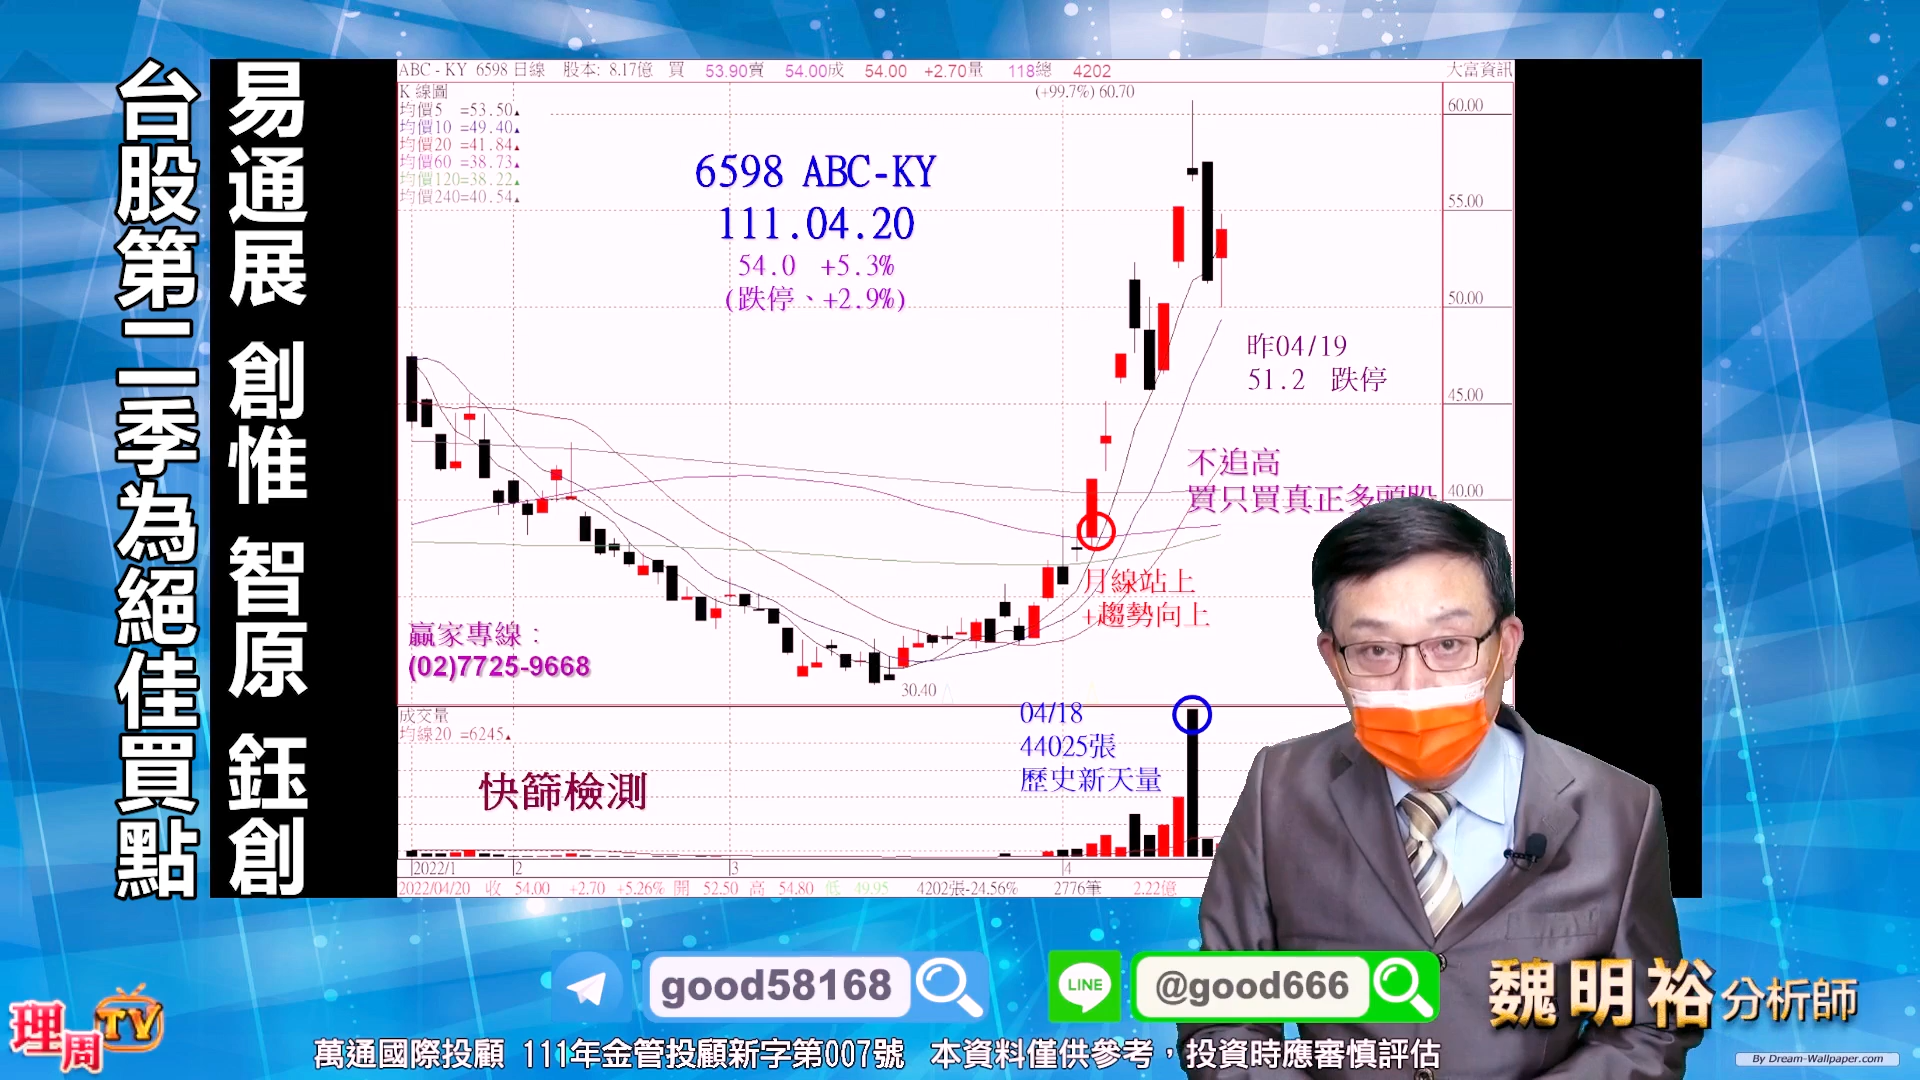 台股第二季為絕佳買點
易通展 創惟 智原 鈺創
ABC - KY 6598 日線 股本: 8.17億 買 53.90賣 54.00成 54.00 +2.70量 118總 4202 大富資訊
K 線圖
(+99.7%) 60.70
均價5 =53.50▲
均價10 =49.40▲
均價20 =41.84▲
均價60 =38.73▲
均價120=38.22▲
均價240=40.54▲
60.00
55.00
50.00
45.00
40.00
6598 ABC-KY
111.04.20
54.0 +5.3%
(跌停、+2.9%)
昨04/19
51.2 跌停
不追高
買只買真正多頭股
月線站上
+趨勢向上
贏家專線：
(02)7725-9668
30.40
成交量
均線20 =6245▲
04/18
44025張
歷史新天量
快篩檢測
2022/1 2 3 4
2022/04/20 收 54.00 +2.70 +5.26% 開 52.50 高 54.80 低 49.95 4202張-24.56% 2776筆 2.22億
good58168
LINE
@good666
魏明裕分析師
理周TV
萬通國際投顧 111年金管投顧新字第007號 本資料僅供參考，投資時應審慎評估
By Dream-Wallpaper.com